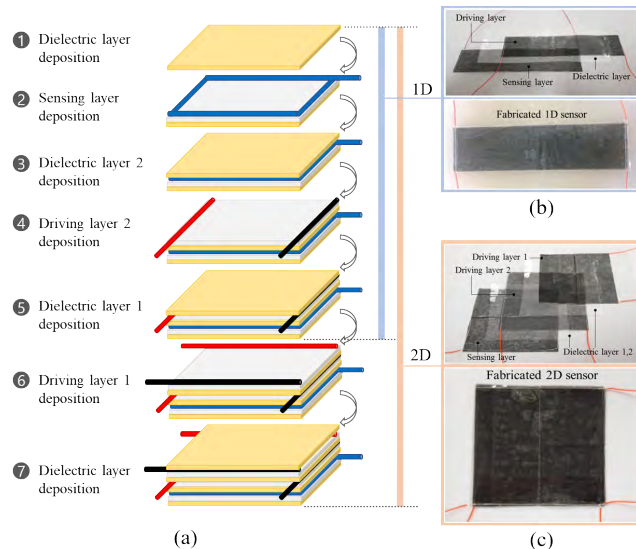 1 Dielectric layer
deposition
2 Sensing layer
deposition
3 Dielectric layer 2
deposition
4 Driving layer 2
deposition
5 Dielectric layer 1
deposition
6 Driving layer 1
deposition
7 Dielectric layer
deposition
(a)
1D
2D
Driving layer
Sensing layer
Dielectric layer
Fabricated 1D sensor
(b)
Driving layer 1
Driving layer 2
Sensing layer
Dielectric layer 1,2
Fabricated 2D sensor
(c)